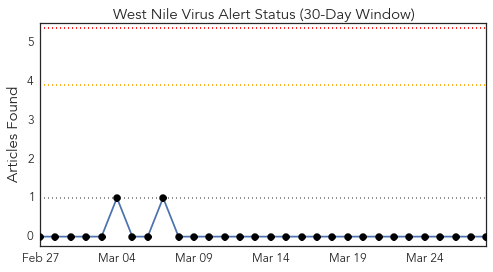 West Nile Virus Alert Status (30-Day Window)
Articles Found
5
4
3
2
1
0
Feb 27 Mar 04 Mar 09 Mar 14 Mar 19 Mar 24